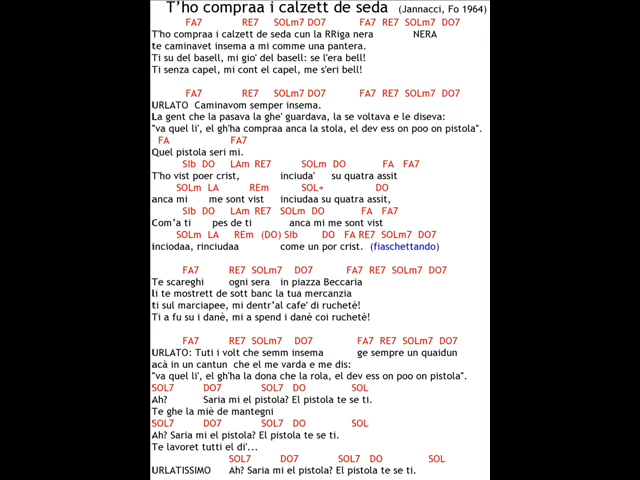 T'ho compraa i calzett de seda (Jannacci, Fo 1964)
FA7 RE7 SOLm7 DO7 FA7 RE7 SOLm7 DO7
T'ho compraa i calzett de seda cun la RRiga nera NERA
te caminavet insema a mi comme una pantera.
Ti su del basell, mi gio' del basell: se l'era bell!
Ti senza capel, mi cont el capel, me s'eri bell!
FA7 RE7 SOLm7 DO7 FA7 RE7 SOLm7 DO7
URLATO Caminavom semper insema.
La gent che la pasava la ghe' guardava, la se voltava e le diseva:
"va quel li', el gh'ha compraa anca la stola, el dev ess on poo on pistola".
FA FA7
Quel pistola seri mi.
SIb DO LAm RE7 SOLm DO FA FA7
T'ho vist poer crist, inciuda' su quatra assit
SOLm LA REm SOL+ DO
anca mi me sont vist inciudaa su quatra assit,
SIb DO LAm RE7 SOLm DO FA FA7
Com'a ti pes de ti anca mi me sont vist
SOLm LA REm (DO) SIb DO FA RE7 SOLm7 DO7
inciodaa, rinciudaa come un por crist. (fiaschettando)
FA7 RE7 SOLm7 DO7 FA7 RE7 SOLm7 DO7
Te scareghi ogni sera in piazza Beccaria
li te mostrett de sott banc la tua mercanzia
ti sul marciapee, mi dentr'al cafe' di ruchetè!
Ti a fu su i danè, mi a spend i danè coi ruchetè!
FA7 RE7 SOLm7 DO7 FA7 RE7 SOLm7 DO7
URLATO: Tuti i volt che semm insema ge sempre un quaidun
acà in un cantun che el me varda e me dis:
"va quel li', el gh'ha la dona che la rola, el dev ess on poo on pistola".
SOL7 DO7 SOL7 DO SOL
Ah? Saria mi el pistola? El pistola te se ti.
Te ghe la miè de mantegni
SOL7 DO7 SOL7 DO SOL
Ah? Saria mi el pistola? El pistola te se ti.
Te lavoret tutti el di'...
SOL7 DO7 SOL7 DO SOL
URLATISSIMO Ah? Saria mi el pistola? El pistola te se ti.